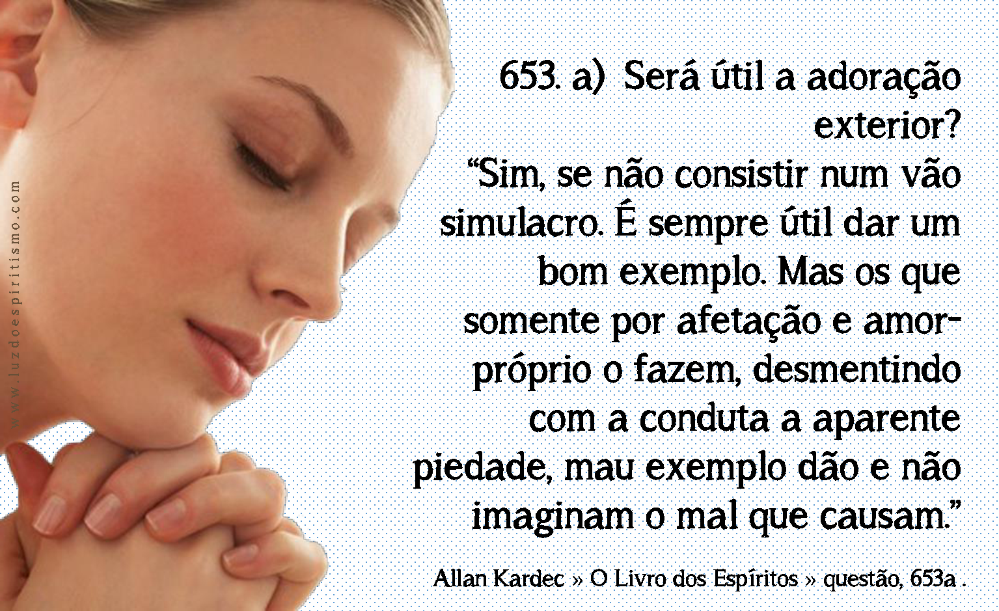 653. a) Será útil a adoração
exterior?
“Sim, se não consistir num vão
simulacro. É sempre útil dar um
bom exemplo. Mas os que
somente por afetação e amor-
próprio o fazem, desmentindo
com a conduta a aparente
piedade, mau exemplo dão e não
imaginam o mal que causam.”
Allan Kardec » O Livro dos Espíritos » questão, 653a .
www.luzdoespiritismo.com